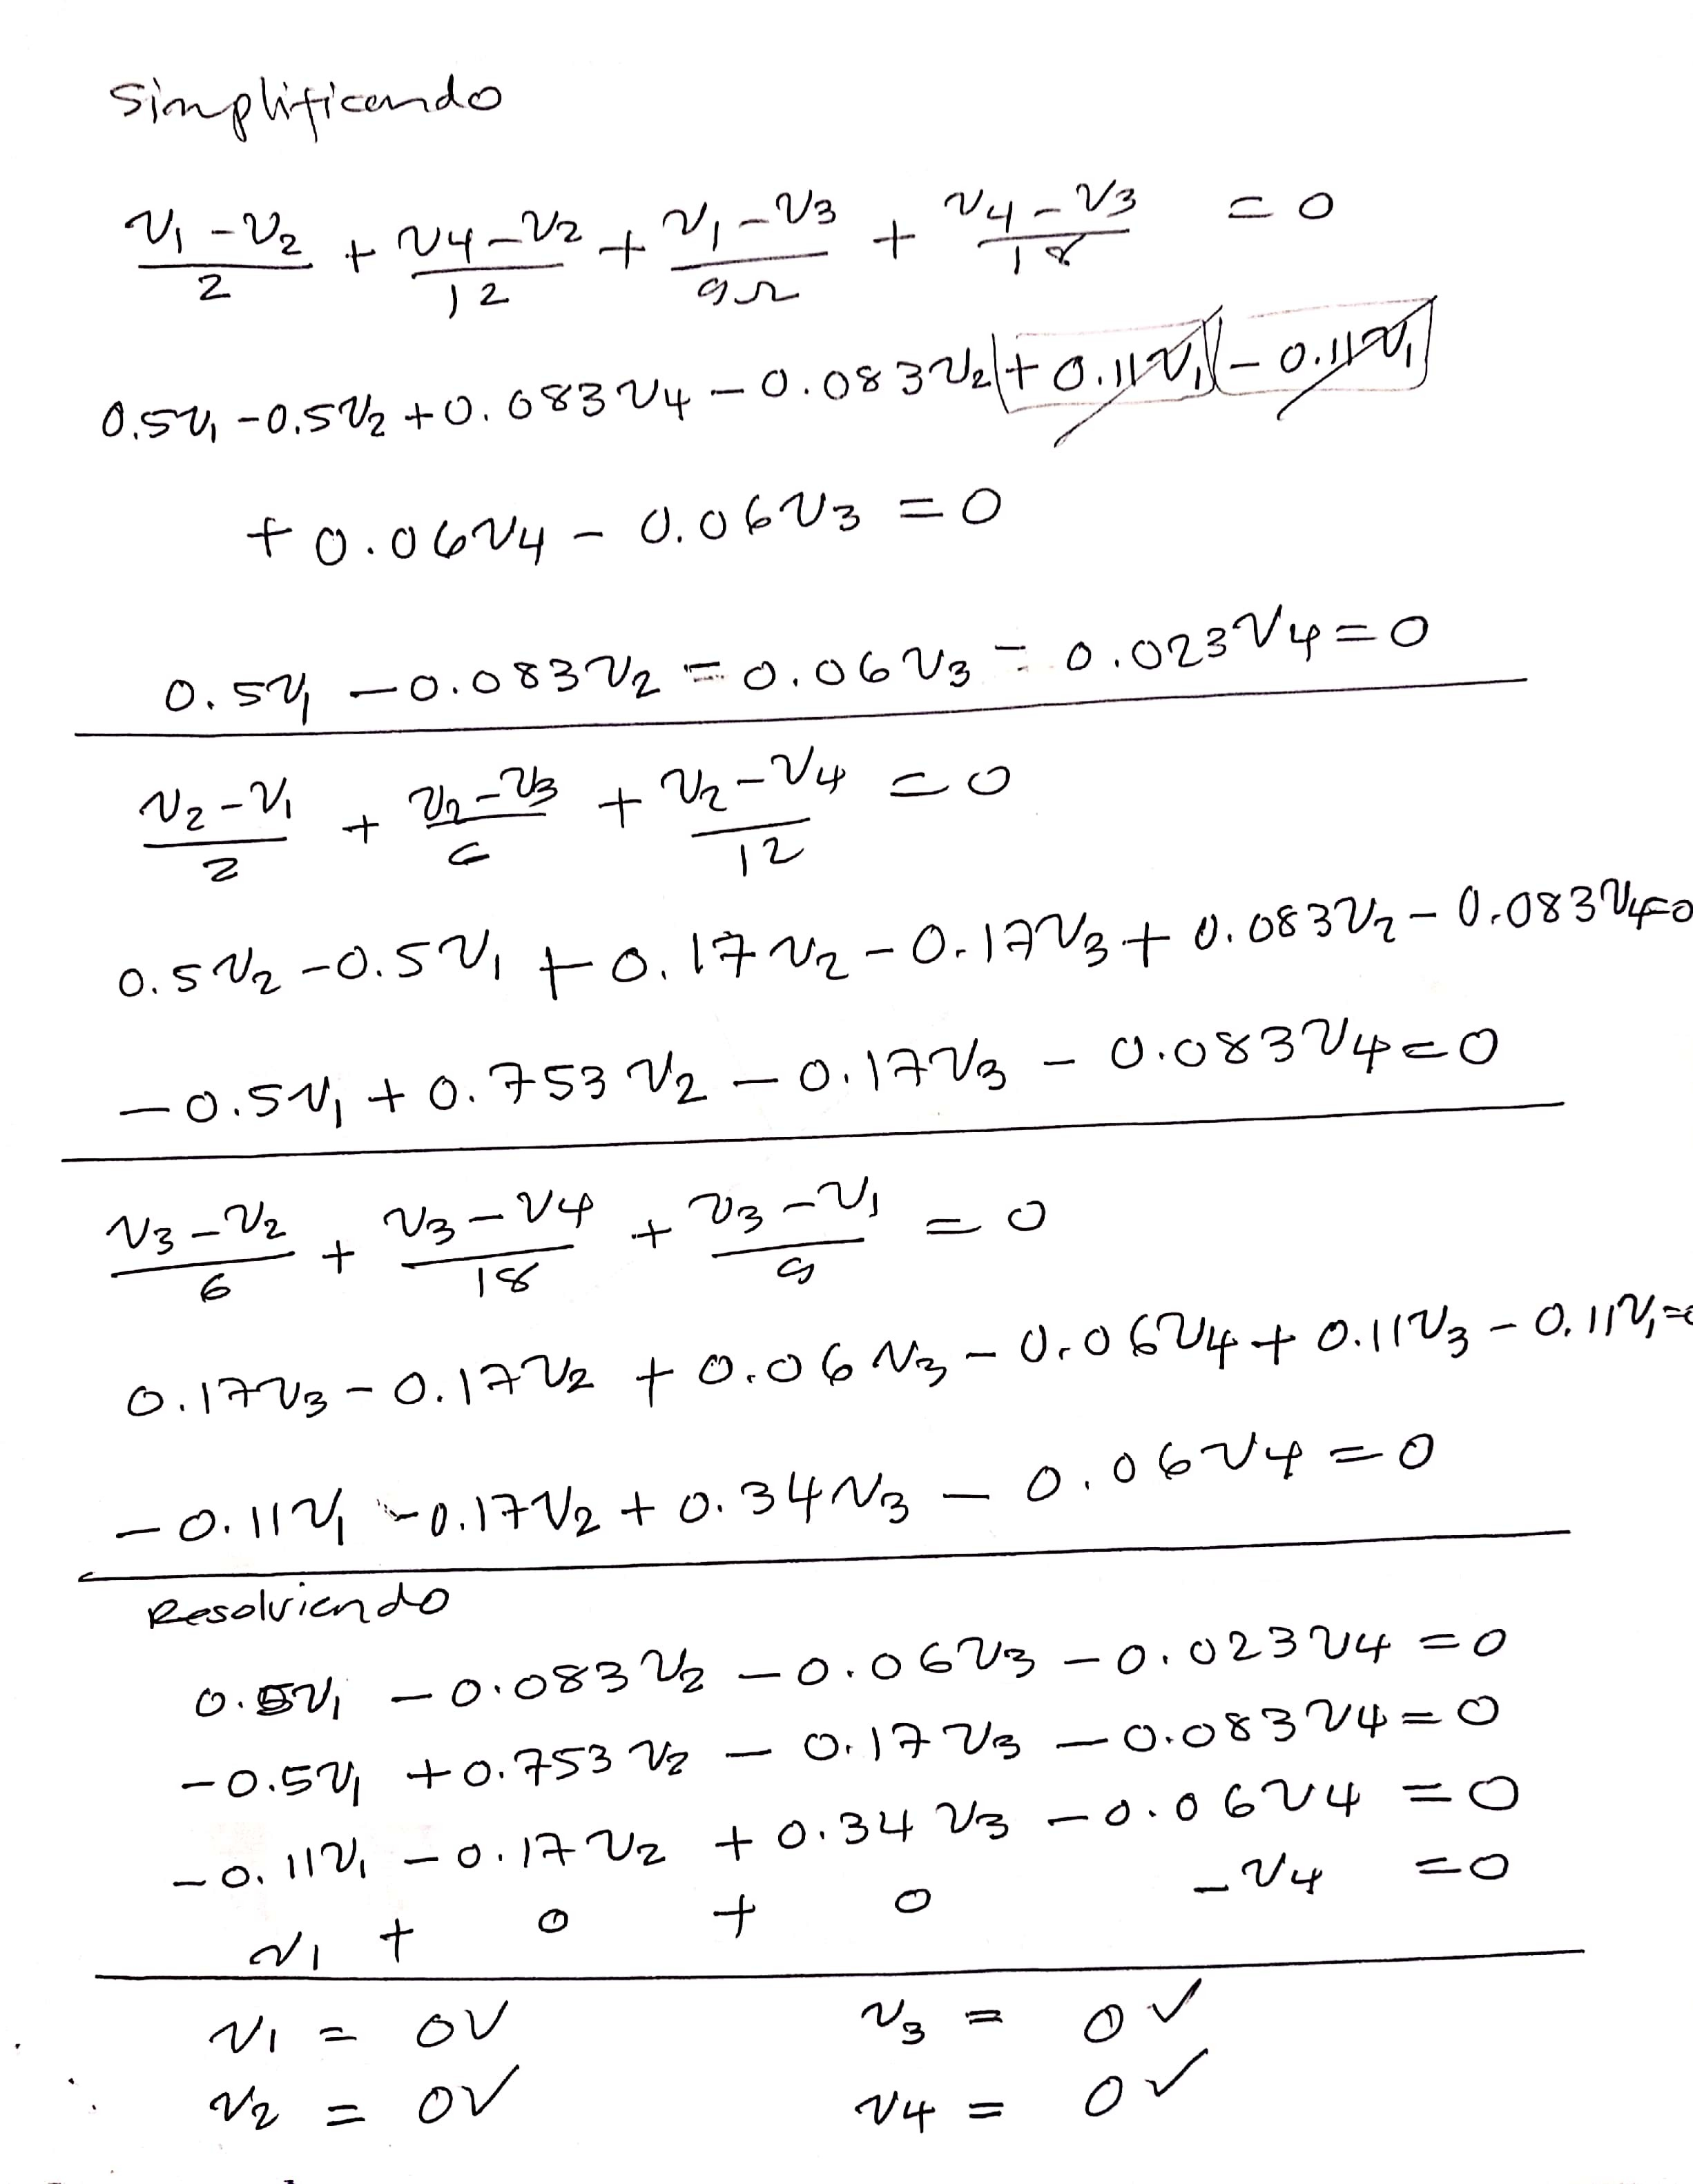 Simplificando
v1 - v2 / 2 + v4 - v2 / 12 + v1 - v3 / 9Ω + v4 - v3 / 18 = 0
0.5v1 - 0.5v2 + 0.083v4 - 0.083v2 + 0.11v1 - 0.11v1
+ 0.06v4 - 0.06v3 = 0
0.5v1 - 0.083v2 - 0.06v3 - 0.023v4 = 0
v2 - v1 / 2 + v2 - v3 / 6 + v2 - v4 / 12 = 0
0.5v2 - 0.5v1 + 0.17v2 - 0.17v3 + 0.083v2 - 0.083v4 = 0
-0.5v1 + 0.753v2 - 0.17v3 - 0.083v4 = 0
v3 - v2 / 6 + v3 - v4 / 18 + v3 - v1 / 9 = 0
0.17v3 - 0.17v2 + 0.06v3 - 0.06v4 + 0.11v3 - 0.11v1 = 0
-0.11v1 - 0.17v2 + 0.34v3 - 0.06v4 = 0
Resolviendo
0.5v1 - 0.083v2 - 0.06v3 - 0.023v4 = 0
-0.5v1 + 0.753v2 - 0.17v3 - 0.083v4 = 0
-0.11v1 - 0.17v2 + 0.34v3 - 0.06v4 = 0
v1 + 0 + 0 - v4 = 0
v1 = 0V v3 = 0V
v2 = 0V v4 = 0V